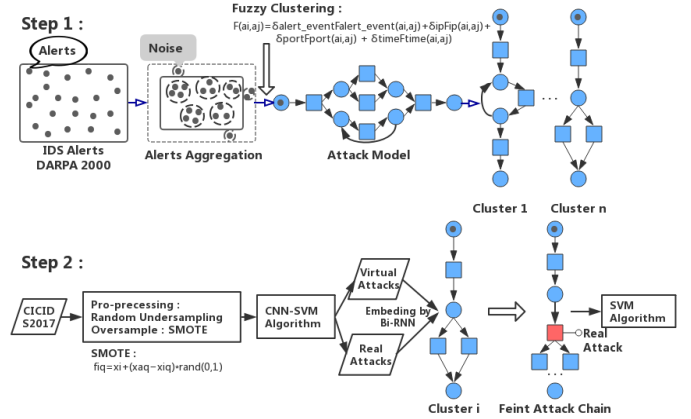 Step 1 :
Fuzzy Clustering :
F(ai,aj)=δalert_eventFalert_event(ai,aj)+δipFip(ai,aj)+
δportFport(ai,aj) + δtimeFtime(ai,aj)
Alerts
Noise
IDS Alerts
DARPA 2000
Alerts Aggregation
Attack Model
...
Cluster 1
Cluster n
Step 2 :
CICID
S2017
Pro-precessing :
Random Undersampling
Oversample : SMOTE
SMOTE:
fiq=xi+(xaq-xiq)*rand(0,1)
CNN-SVM
Algorithm
Virtual
Attacks
Real
Attacks
Embeding by
Bi-RNN
Cluster i
Real
Attack
...
Feint Attack Chain
SVM
Algorithm